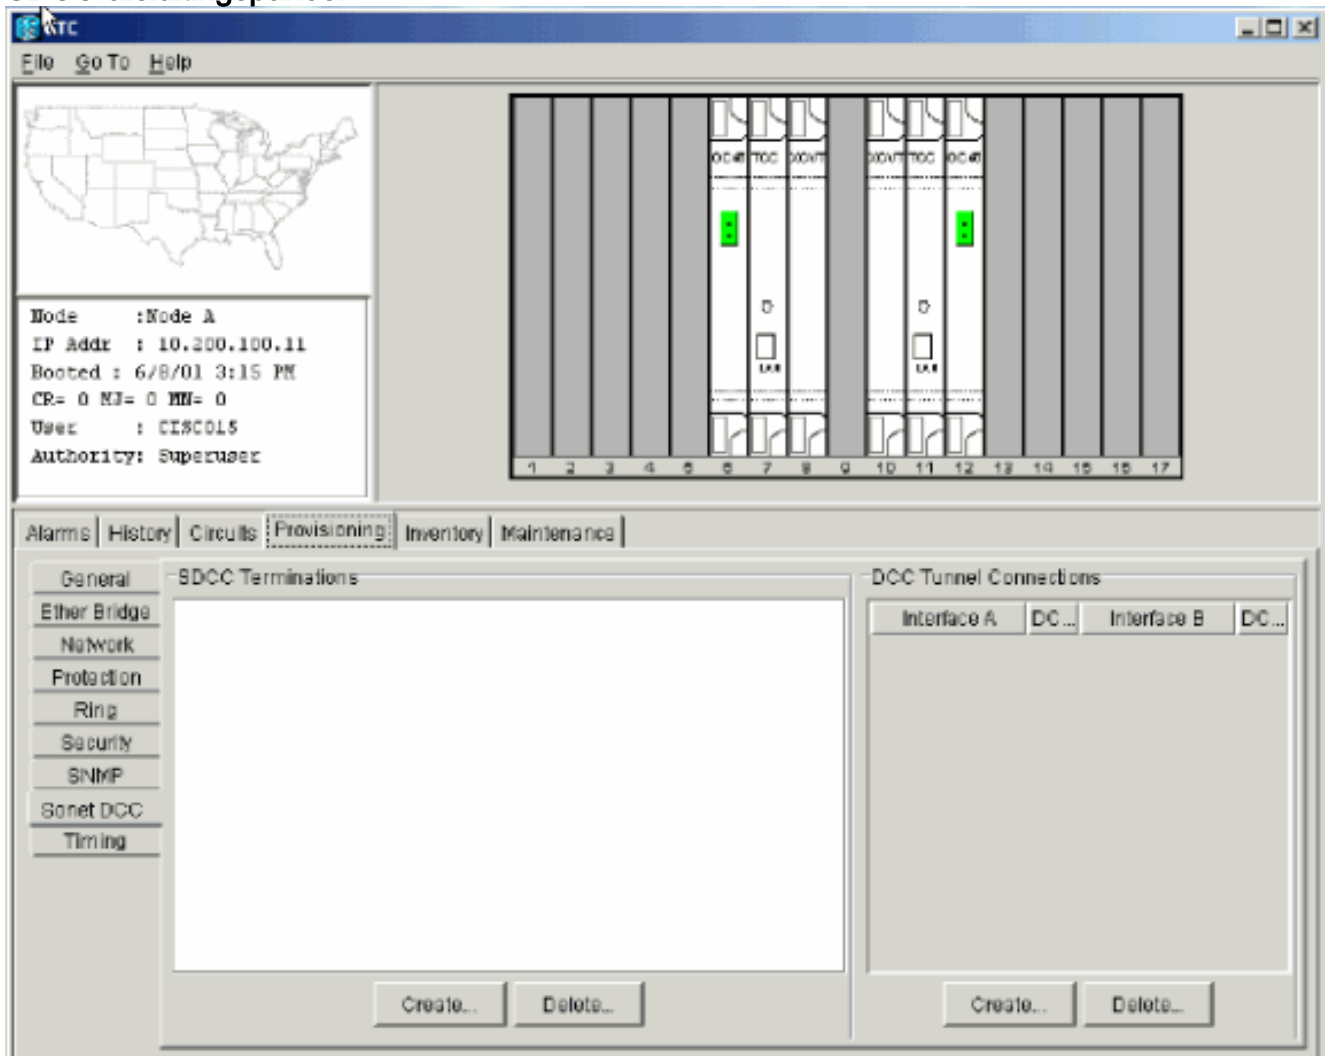 CTC
File Go To Help
OC48 TCC XCVT XCVT TCC OC48
LAN LAN
1 2 3 4 5 6 7 8 9 10 11 12 13 14 15 16 17
Node :Node A
IP Addr : 10.200.100.11
Booted : 6/8/01 3:15 PM
CR= 0 MJ= 0 MN= 0
User : CISCO15
Authority: Superuser
Alarms History Circuits Provisioning Inventory Maintenance
General
Ether Bridge
Network
Protection
Ring
Security
SNMP
Sonet DCC
Timing
SDCC Terminations
Create... Delete...
DCC Tunnel Connections
Interface A DC... Interface B DC...
Create... Delete...